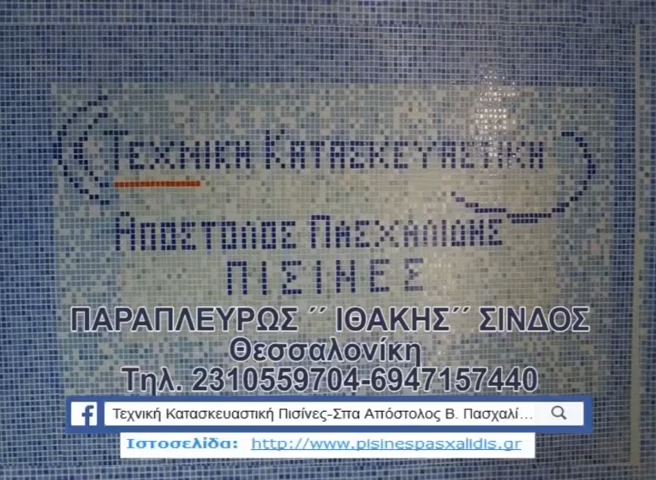 ΤΕΧΝΙΚΗ ΚΑΤΑΣΚΕΥΑΣΤΙΚΗ
ΑΠΟΣΤΟΛΟΣ ΠΑΣΧΑΛΙΔΗΣ
ΠΙΣΙΝΕΣ
ΠΑΡΑΠΛΕΥΡΩΣ ´´ ΙΘΑΚΗΣ´´ ΣΙΝΔΟΣ
Θεσσαλονίκη
Τηλ. 2310559704-6947157440
Τεχνική Κατασκευαστική Πισίνες-Σπα Απόστολος Β. Πασχαλί...
Ιστοσελίδα: http://www.pisinespasxalidis.gr